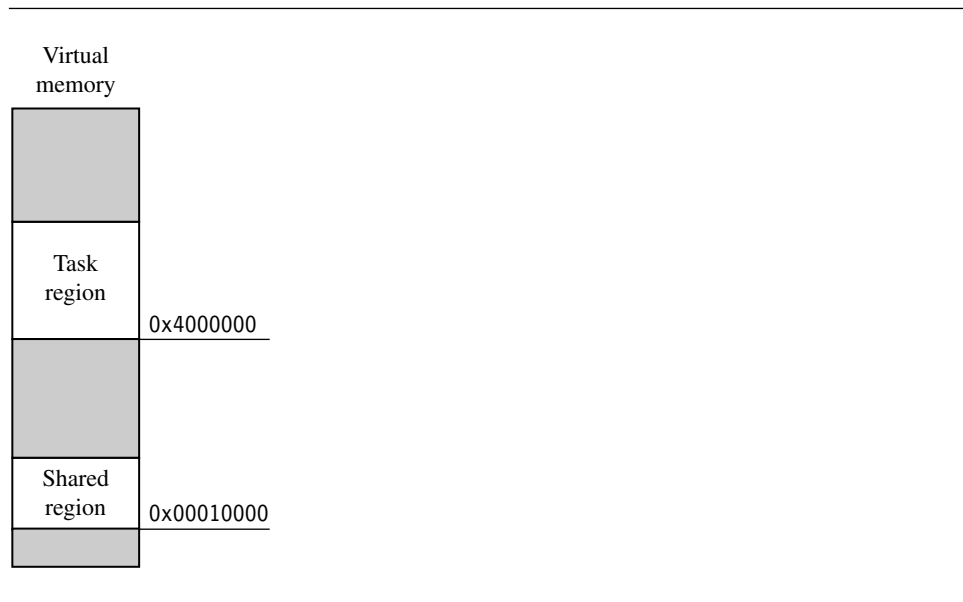 Virtual
memory
Task
region
0x4000000
Shared
region
0x00010000